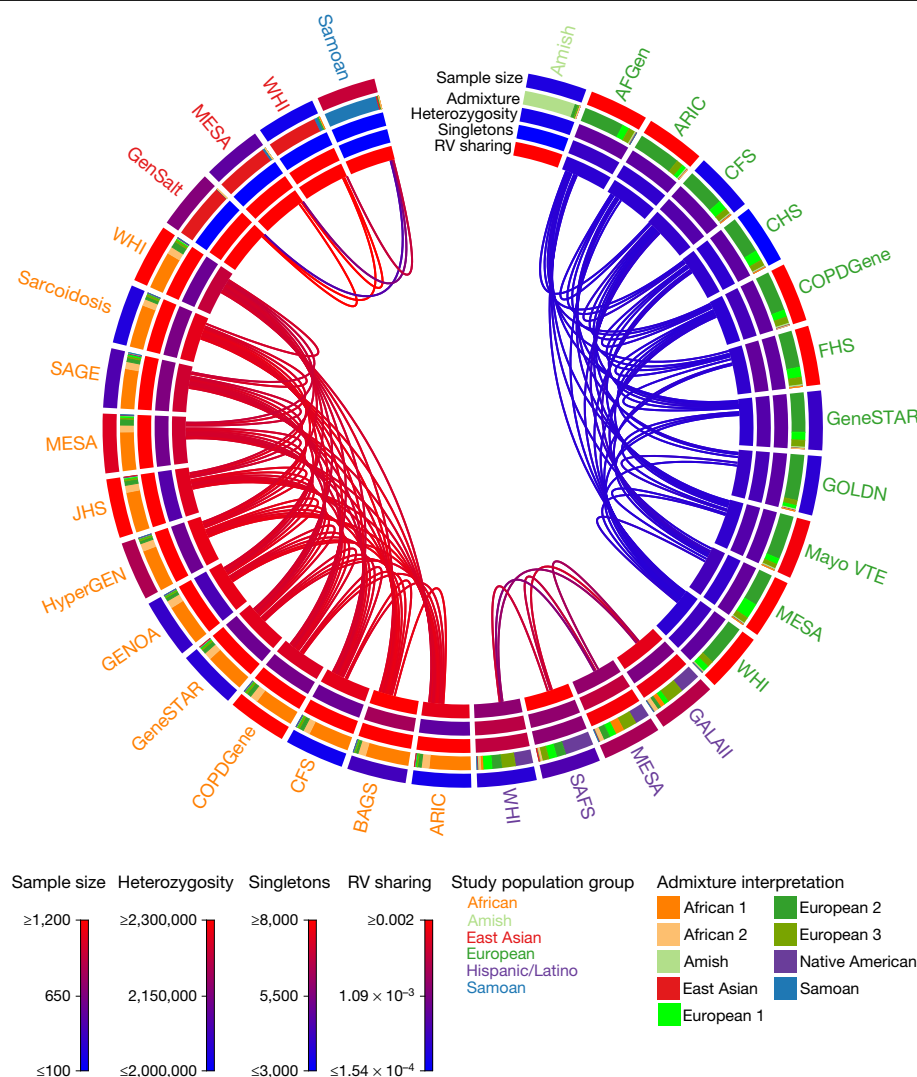 Samoan
WHI
MESA
GenSalt
WHI
Sarcoidosis
SAGE
MESA
JHS
HyperGEN
GENOA
GeneSTAR
COPDGene
CFS
BAGS
ARIC
WHI
SAFS
MESA
GALAII
WHI
MESA
Mayo VTE
GOLDN
GeneSTAR
FHS
COPDGene
CHS
CFS
ARIC
AFGen
Amish
Sample size
Admixture
Heterozygosity
Singletons
RV sharing
Sample size
≥1,200
650
≤100
Heterozygosity
≥2,300,000
2,150,000
≤2,000,000
Singletons
≥8,000
5,500
≤3,000
RV sharing
≥0.002
1.09 × 10⁻³
≤1.54 × 10⁻⁴
Study population group
African
Amish
East Asian
European
Hispanic/Latino
Samoan
Admixture interpretation
African 1
African 2
Amish
East Asian
European 1
European 2
European 3
Native American
Samoan